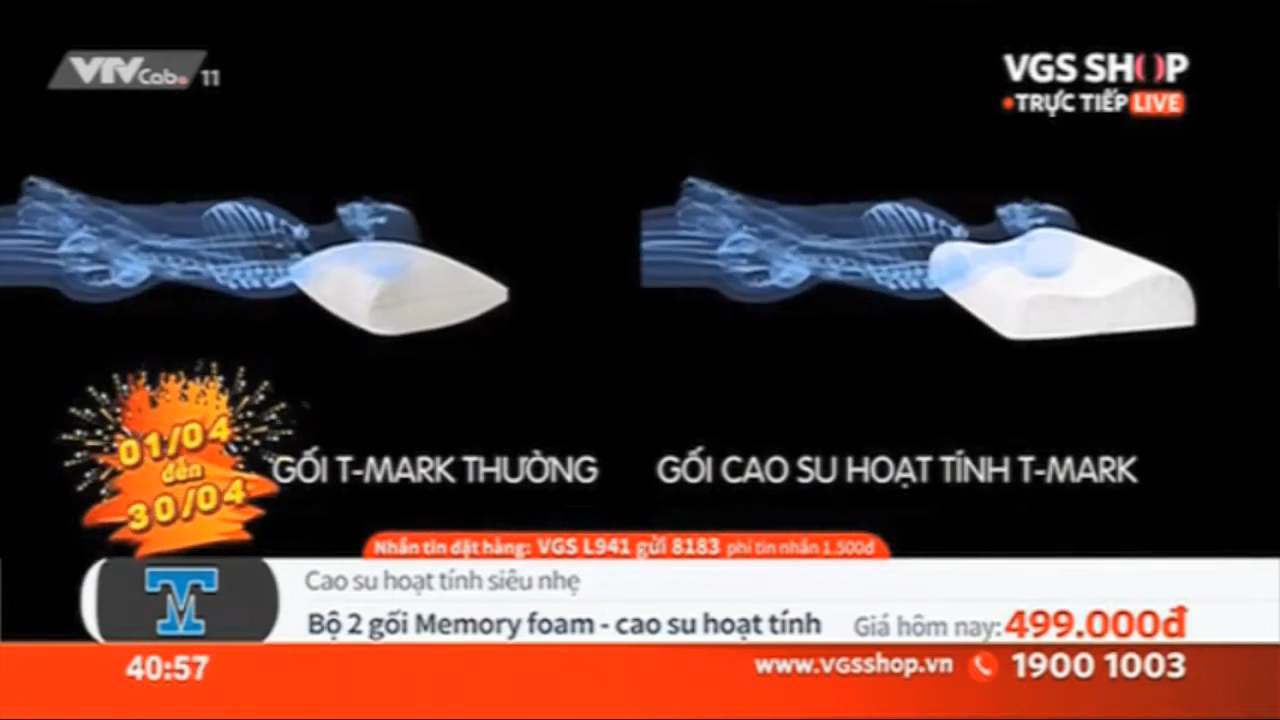 VTVCab 11
VGS SHOP
TRỰC TIẾP LIVE
01/04
đến
30/04
GỐI T-MARK THƯỜNG
GỐI CAO SU HOẠT TÍNH T-MARK
Nhắn tin đặt hàng: VGS L941 gửi 8183 phí tin nhắn 1.500đ
TM
Cao su hoạt tính siêu nhẹ
Bộ 2 gối Memory foam - cao su hoạt tính
Giá hôm nay: 499.000đ
40:57
www.vgsshop.vn 1900 1003